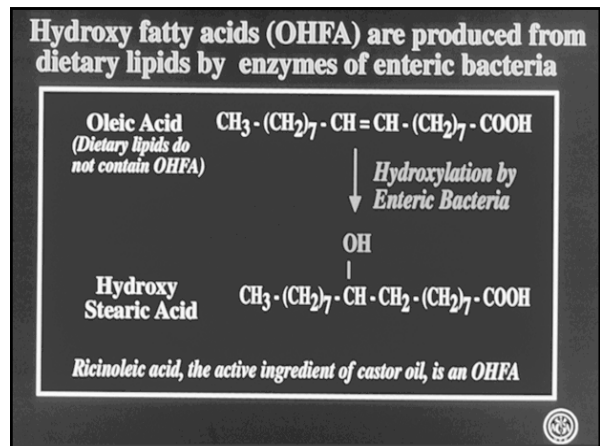 Hydroxy fatty acids (OHFA) are produced from
dietary lipids by enzymes of enteric bacteria
Oleic Acid
(Dietary lipids do
not contain OHFA)
CH₃ - (CH₂)₇ - CH = CH - (CH₂)₇ - COOH
Hydroxylation by
Enteric Bacteria
OH
Hydroxy
Stearic Acid
CH₃ - (CH₂)₇ - CH - CH₂ - (CH₂)₇ - COOH
Ricinoleic acid, the active ingredient of castor oil, is an OHFA